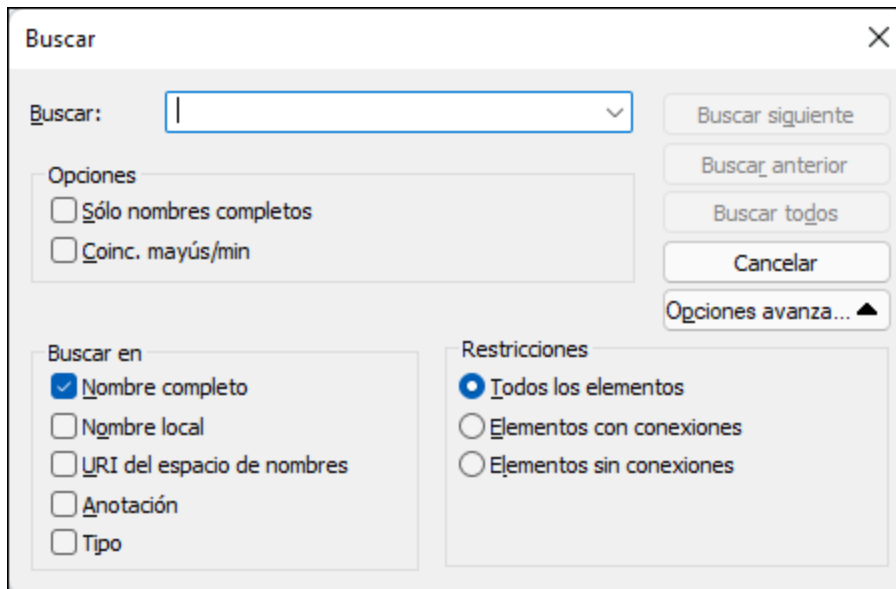 Buscar
Buscar:
Buscar siguiente
Buscar anterior
Buscar todos
Cancelar
Opciones avanza...
Opciones
Sólo nombres completos
Coinc. mayús/min
Buscar en
Nombre completo
Nombre local
URI del espacio de nombres
Anotación
Tipo
Restricciones
Todos los elementos
Elementos con conexiones
Elementos sin conexiones